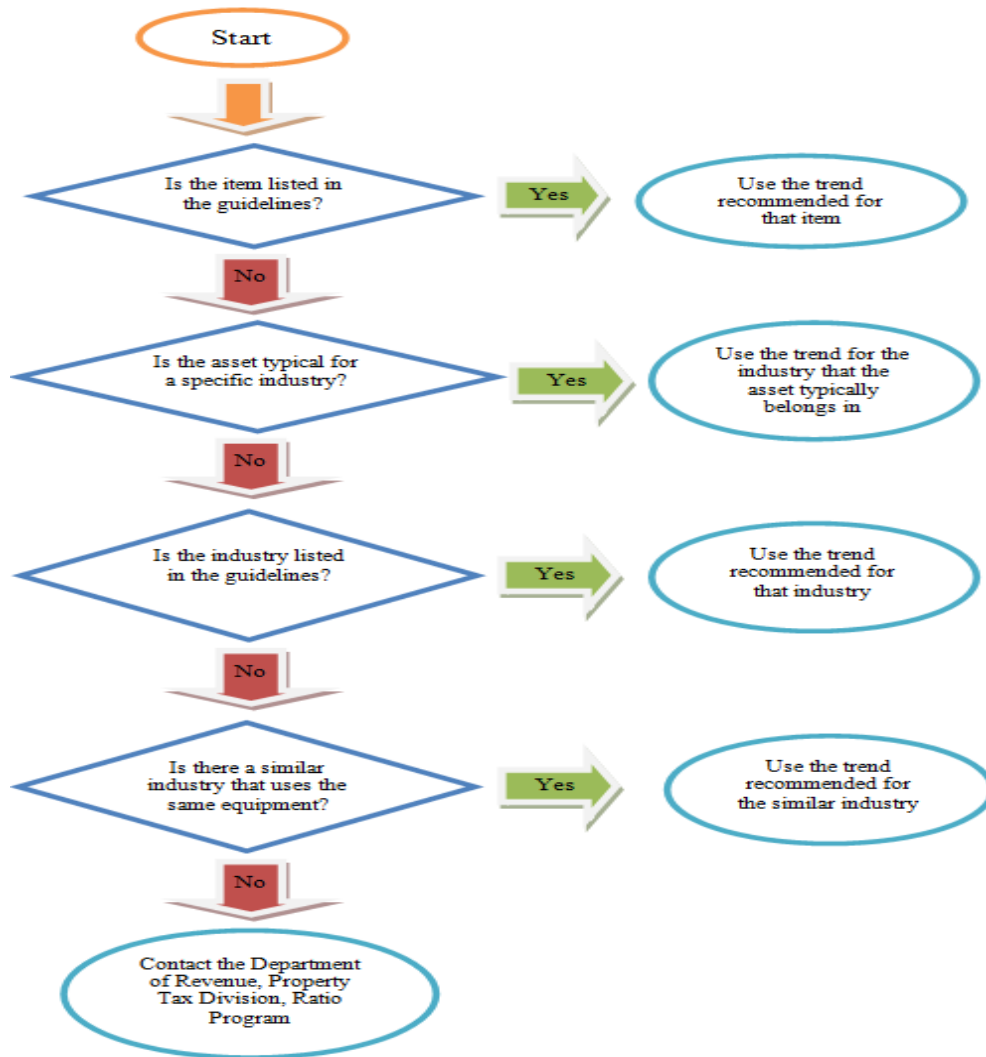 Start
Is the item listed in
the guidelines?
Yes
Use the trend
recommended for
that item
No
Is the asset typical for
a specific industry?
Yes
Use the trend for the
industry that the
asset typically
belongs in
No
Is the industry listed
in the guidelines?
Yes
Use the trend
recommended for
that industry
No
Is there a similar
industry that uses the
same equipment?
Yes
Use the trend
recommended for
the similar industry
No
Contact the Department
of Revenue, Property
Tax Division, Ratio
Program